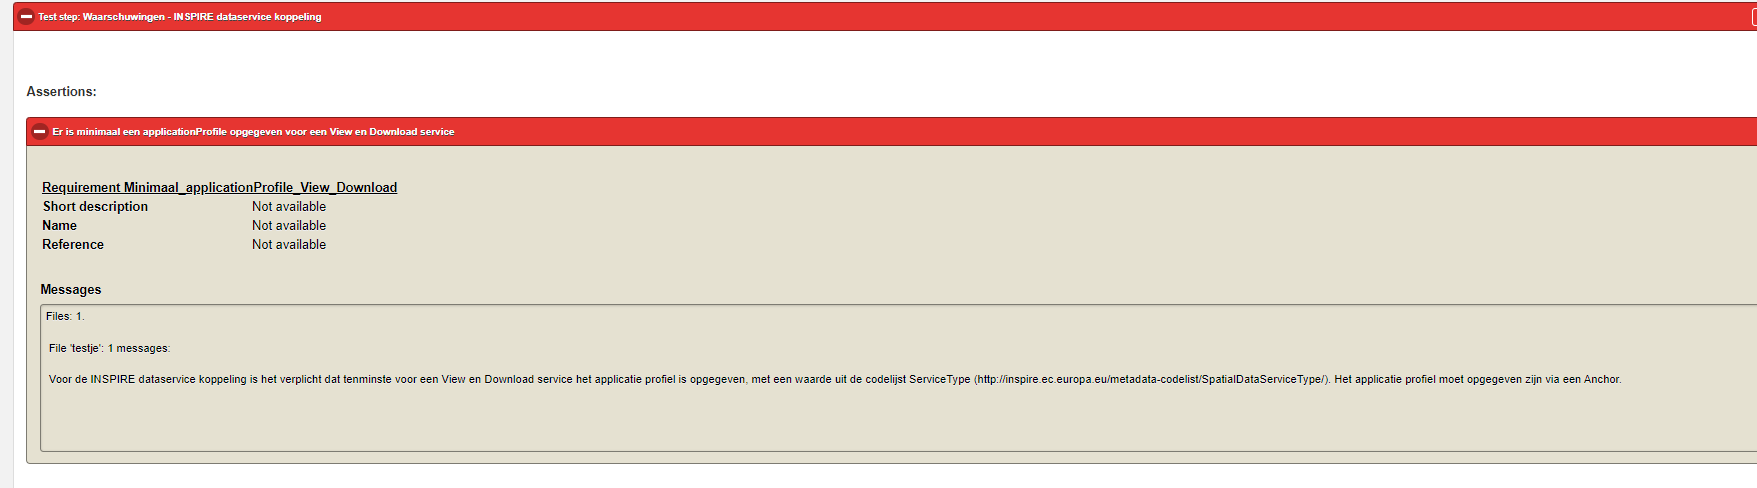 Test step: Waarschuwingen - INSPIRE dataservice koppeling
Assertions:
Er is minimaal een applicationProfile opgegeven voor een View en Download service
Requirement Minimaal_applicationProfile_View_Download
Short description Not available
Name Not available
Reference Not available
Messages
Files: 1.
File 'testje': 1 messages:
Voor de INSPIRE dataservice koppeling is het verplicht dat tenminste voor een View en Download service het applicatie profiel is opgegeven, met een waarde uit de codelijst ServiceType (http://inspire.ec.europa.eu/metadata-codelist/SpatialDataServiceType/). Het applicatie profiel moet opgegeven zijn via een Anchor.